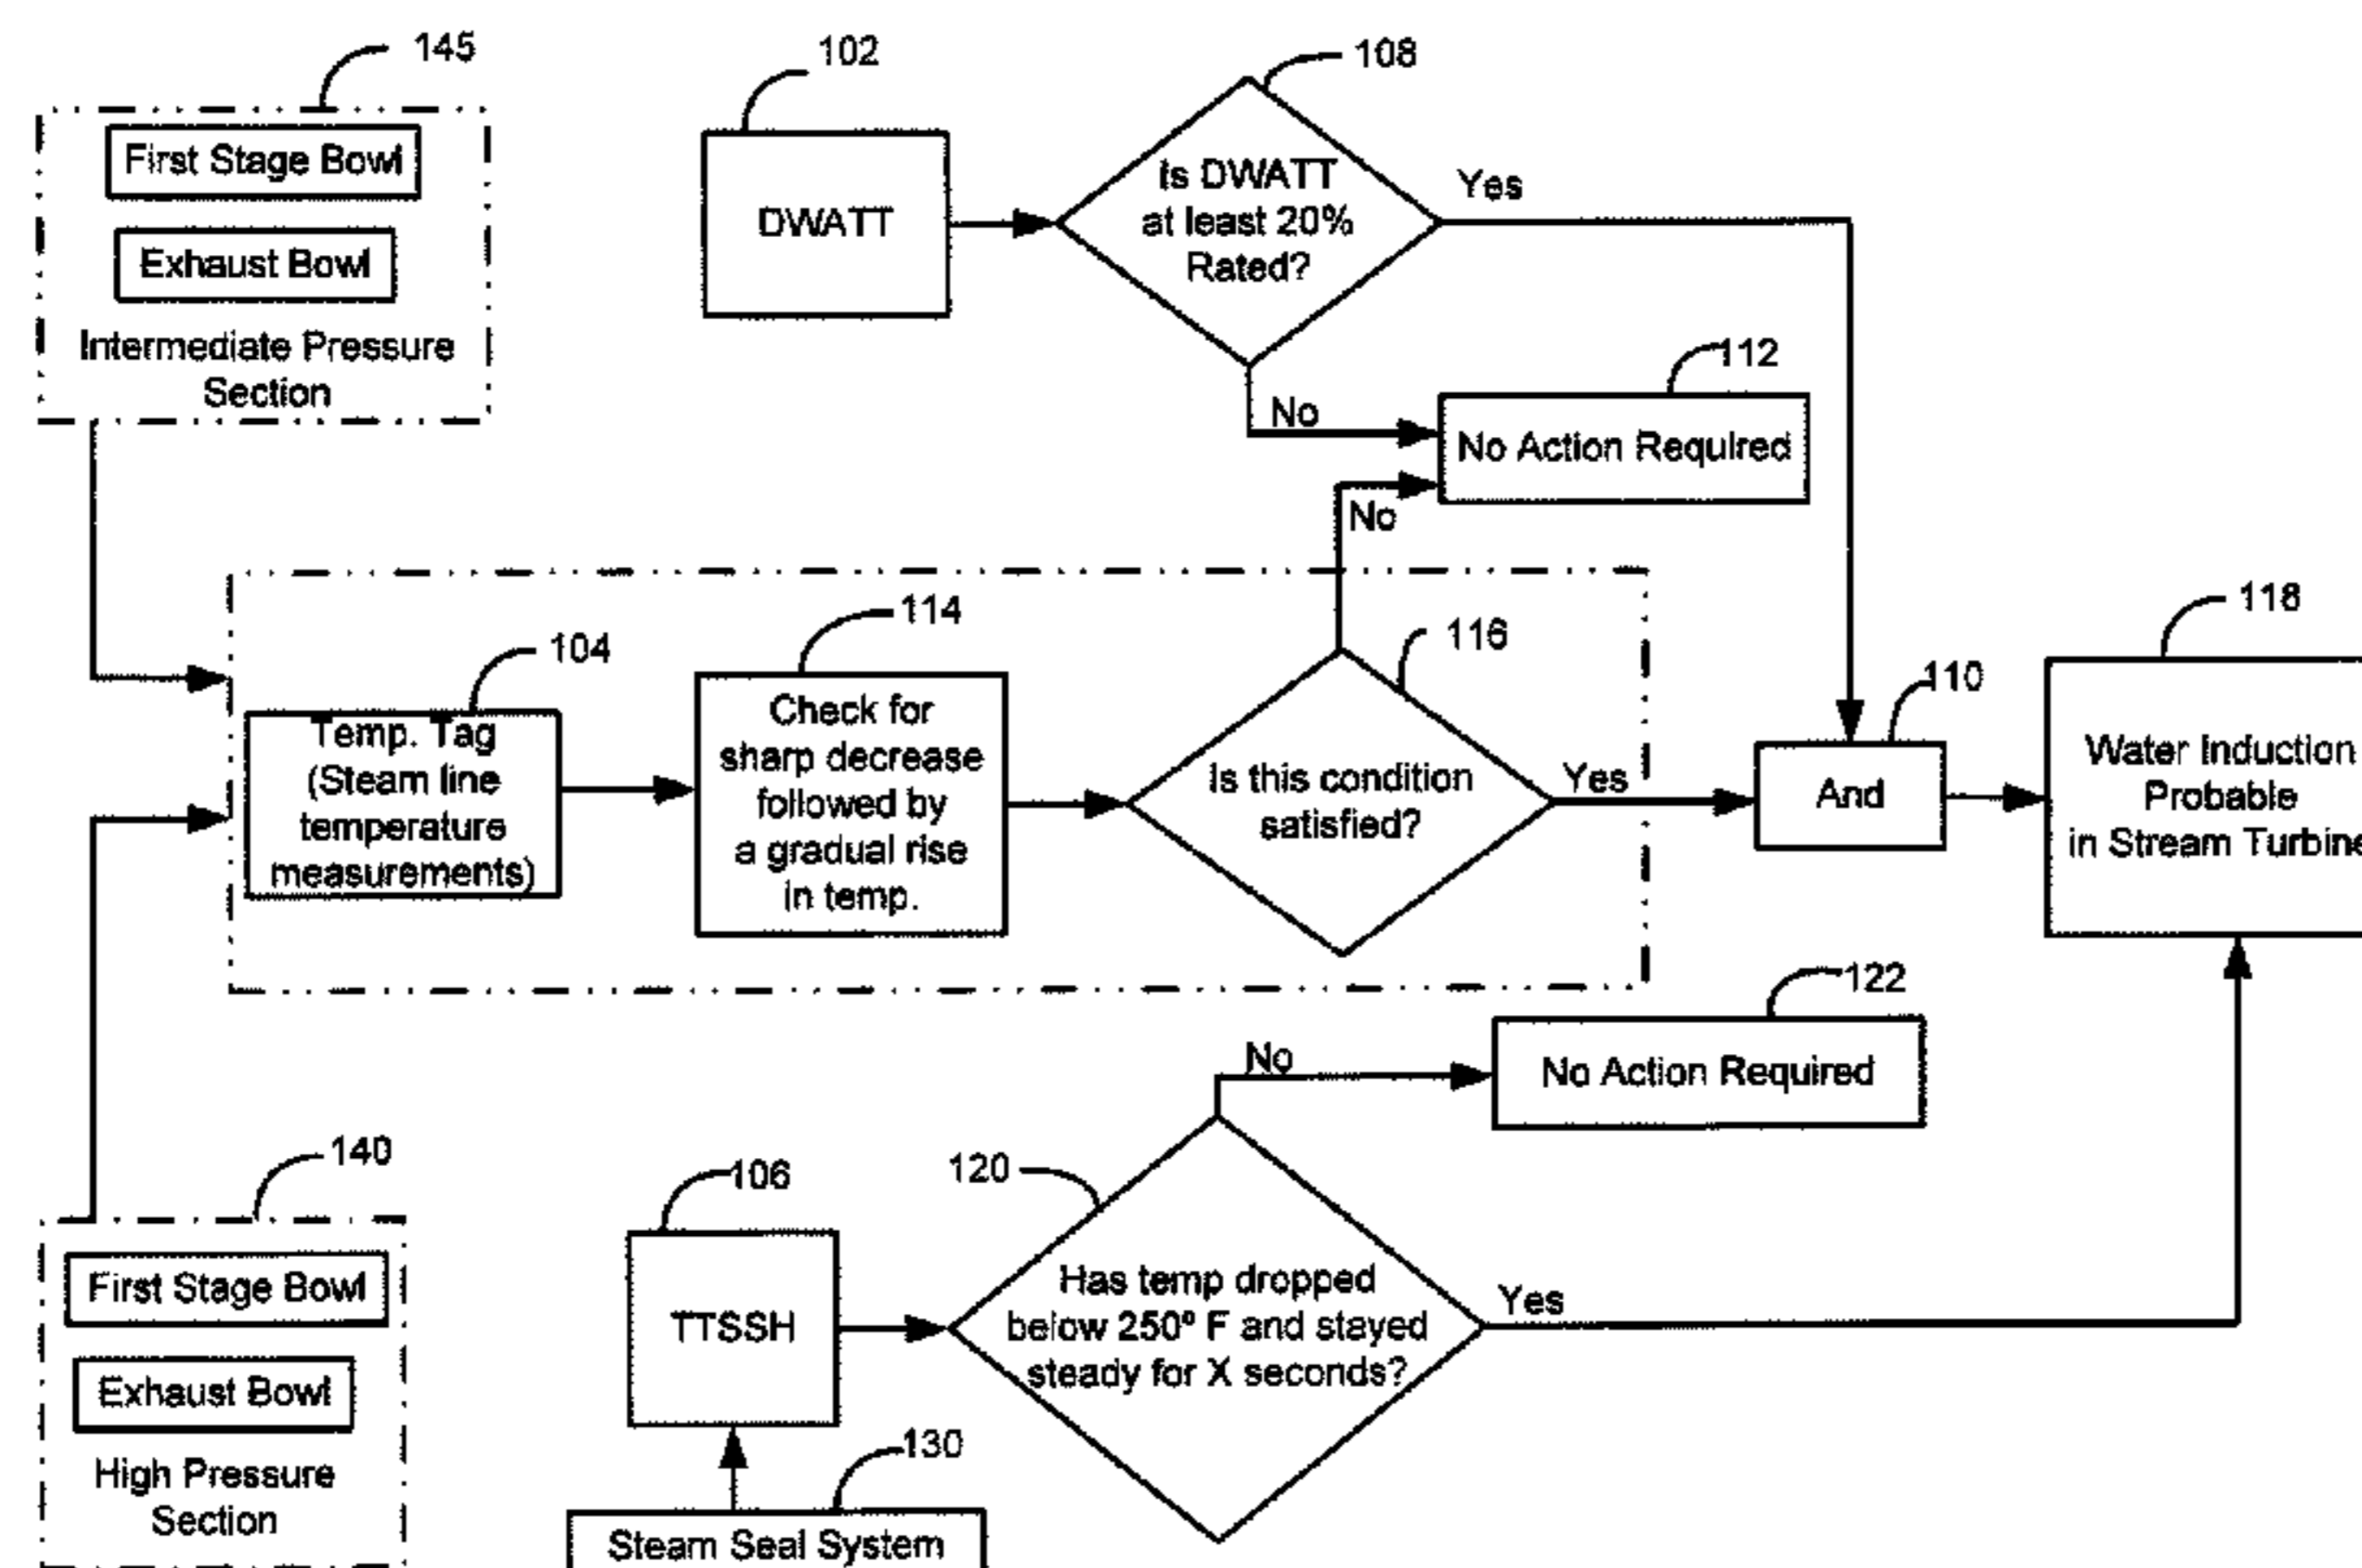 145
First Stage Bowl
Exhaust Bowl
Intermediate Pressure
Section
102
DWATT
108
Is DWATT
at least 20%
Rated?
Yes
No
112
No Action Required
No
104
Temp. Tag
(Steam line
temperature
measurements)
114
Check for
sharp decrease
followed by
a gradual rise
in temp.
116
Is this condition
satisfied?
Yes
110
And
118
Water Induction
Probable
in Stream Turbine
122
No Action Required
No
140
First Stage Bowl
Exhaust Bowl
High Pressure
Section
106
TTSSH
120
Has temp dropped
below 250º F and stayed
steady for X seconds?
Yes
130
Steam Seal System